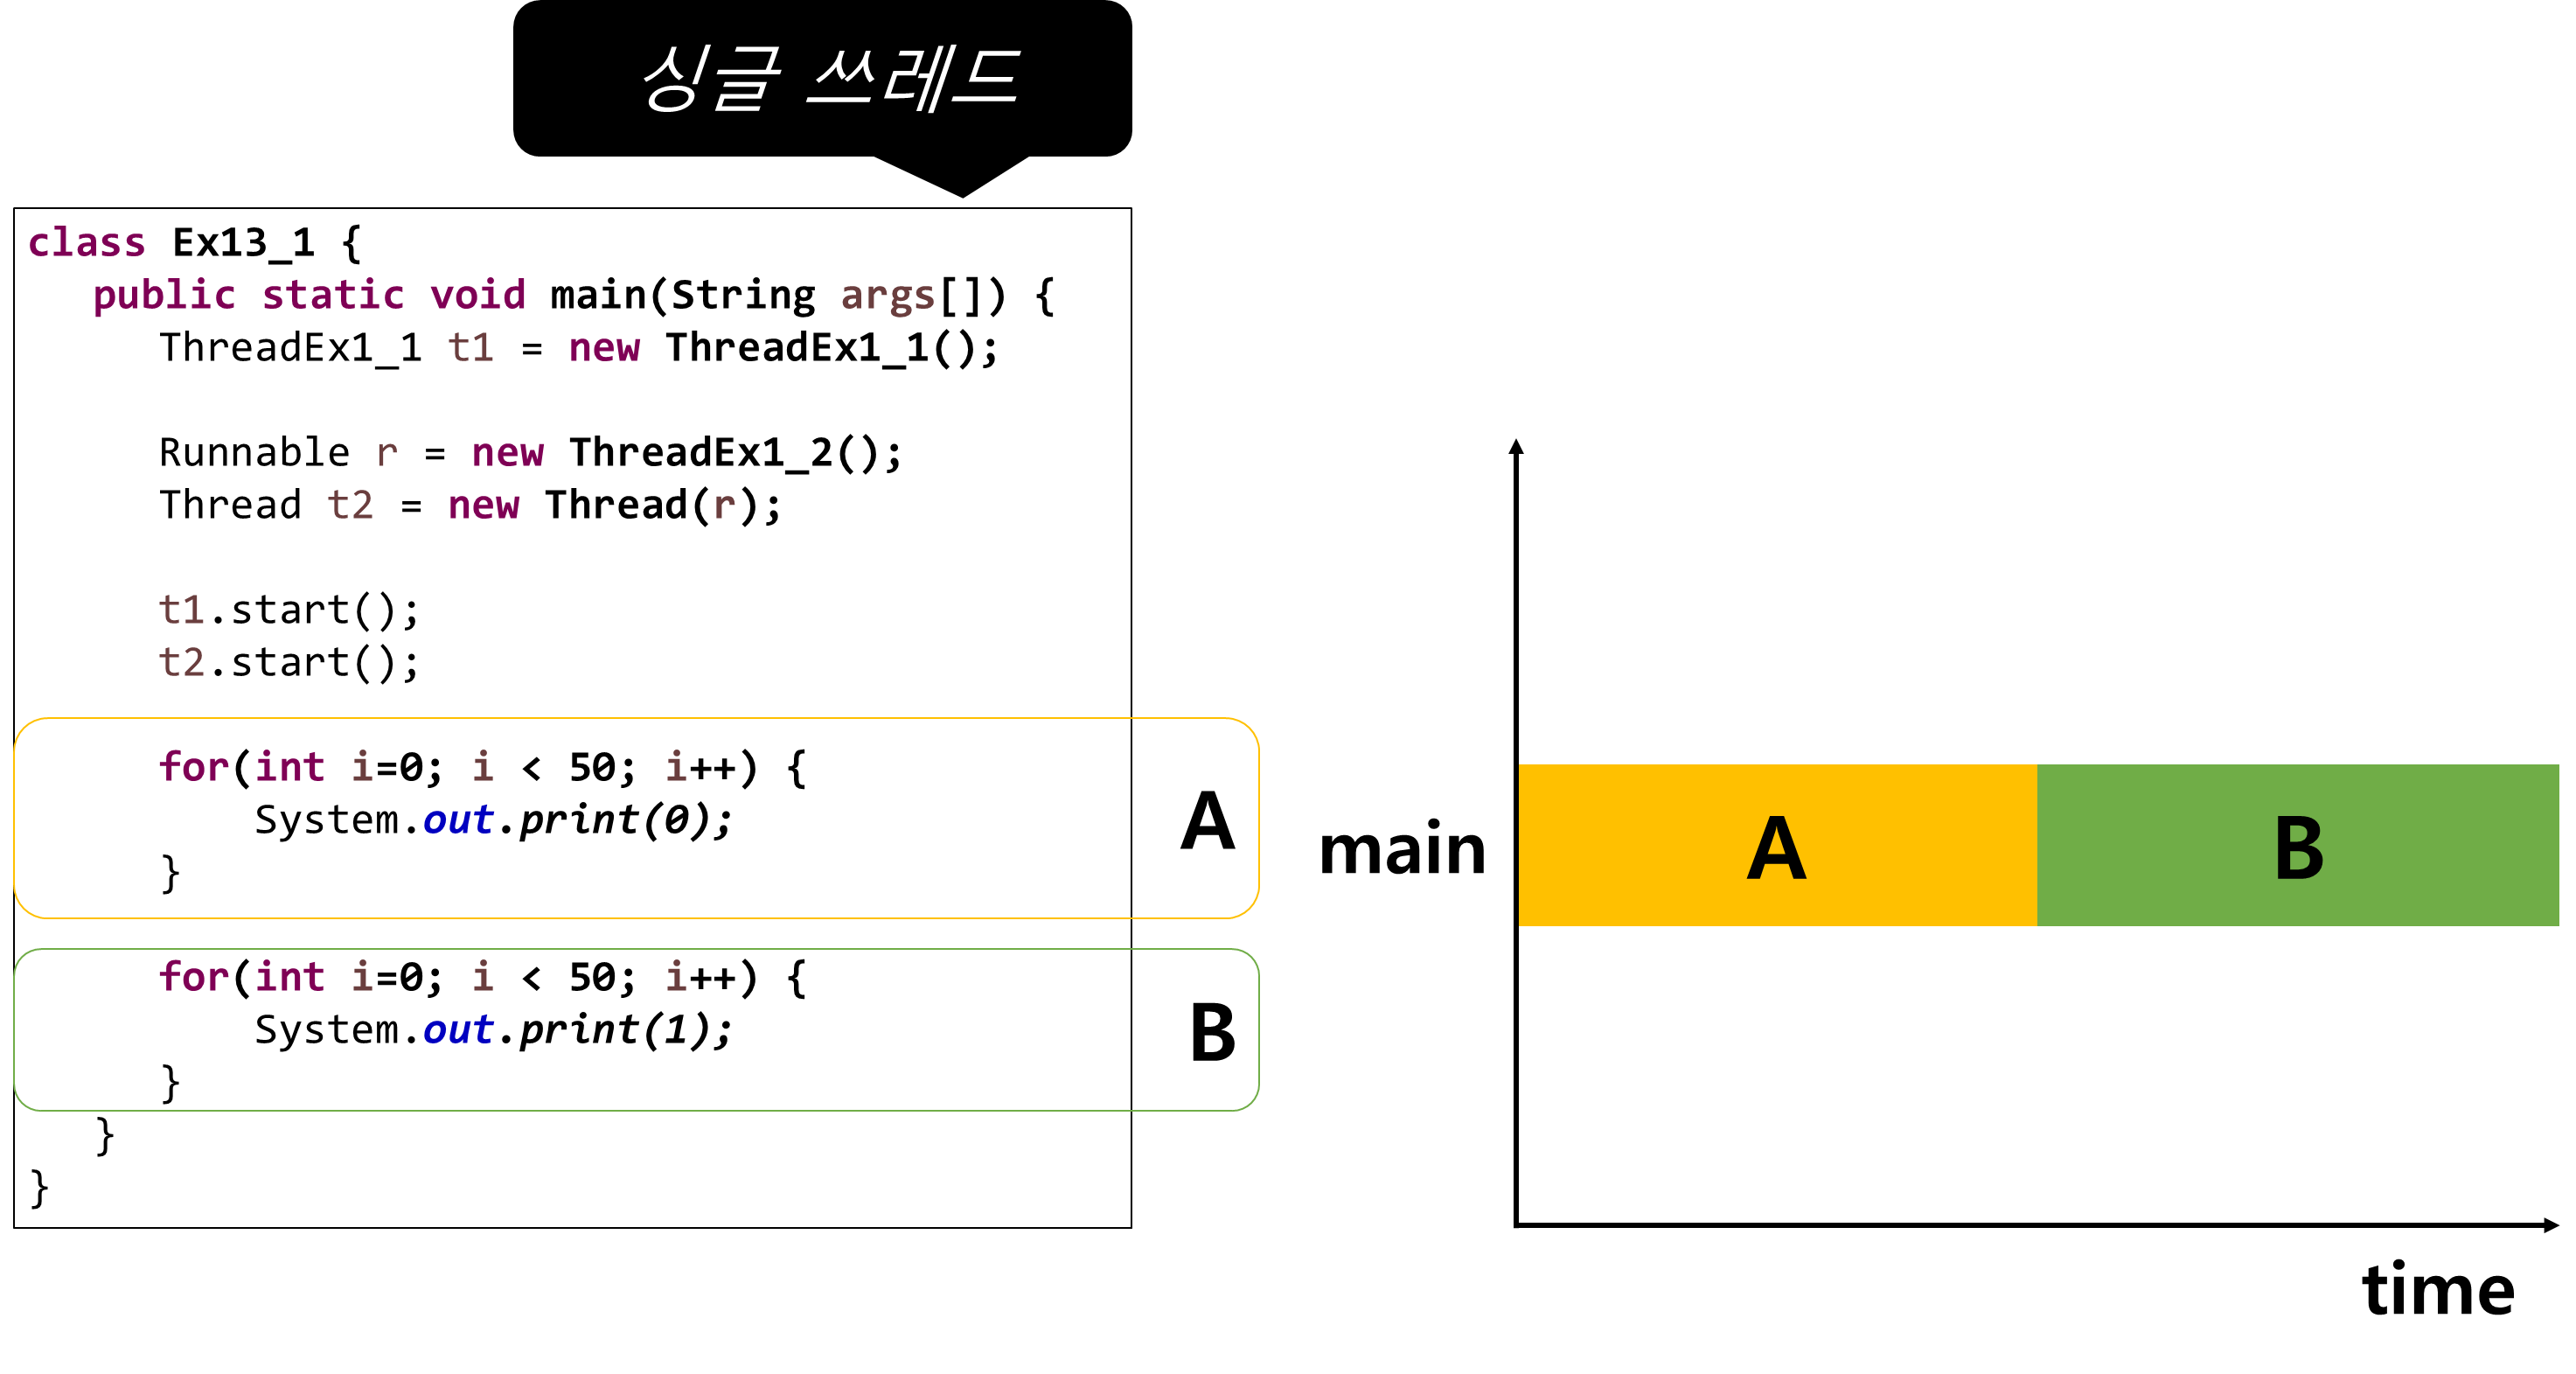 싱글 쓰레드
class Ex13_1 {
public static void main(String args[]) {
ThreadEx1_1 t1 = new ThreadEx1_1();
Runnable r = new ThreadEx1_2();
Thread t2 = new Thread(r);
t1.start();
t2.start();
for(int i=0; i < 50; i++) {
System.out.print(0);
}
A
for(int i=0; i < 50; i++) {
System.out.print(1);
}
B
}
}
main
A
B
time